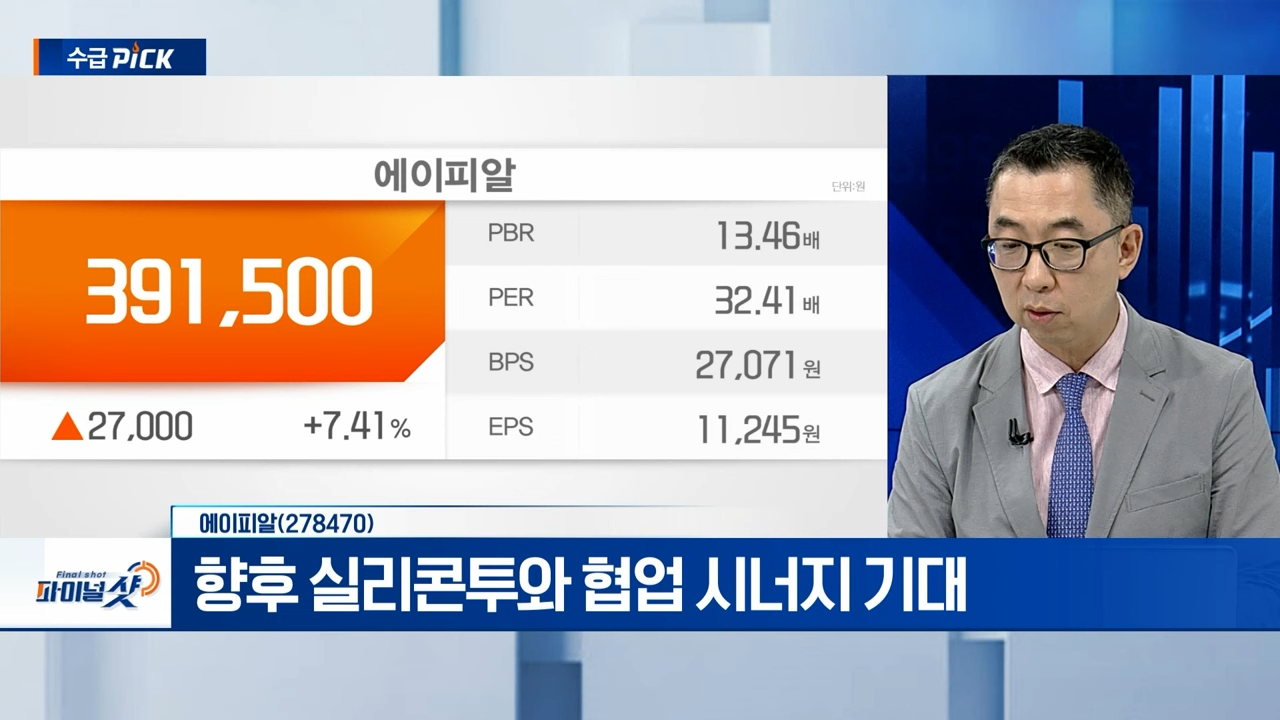 수급 PiCK
에이피알
단위:원
391,500
▲27,000 +7.41%
PBR 13.46배
PER 32.41배
BPS 27,071원
EPS 11,245원
에이피알(278470)
Final shot
파이널샷
향후 실리콘투와 협업 시너지 기대